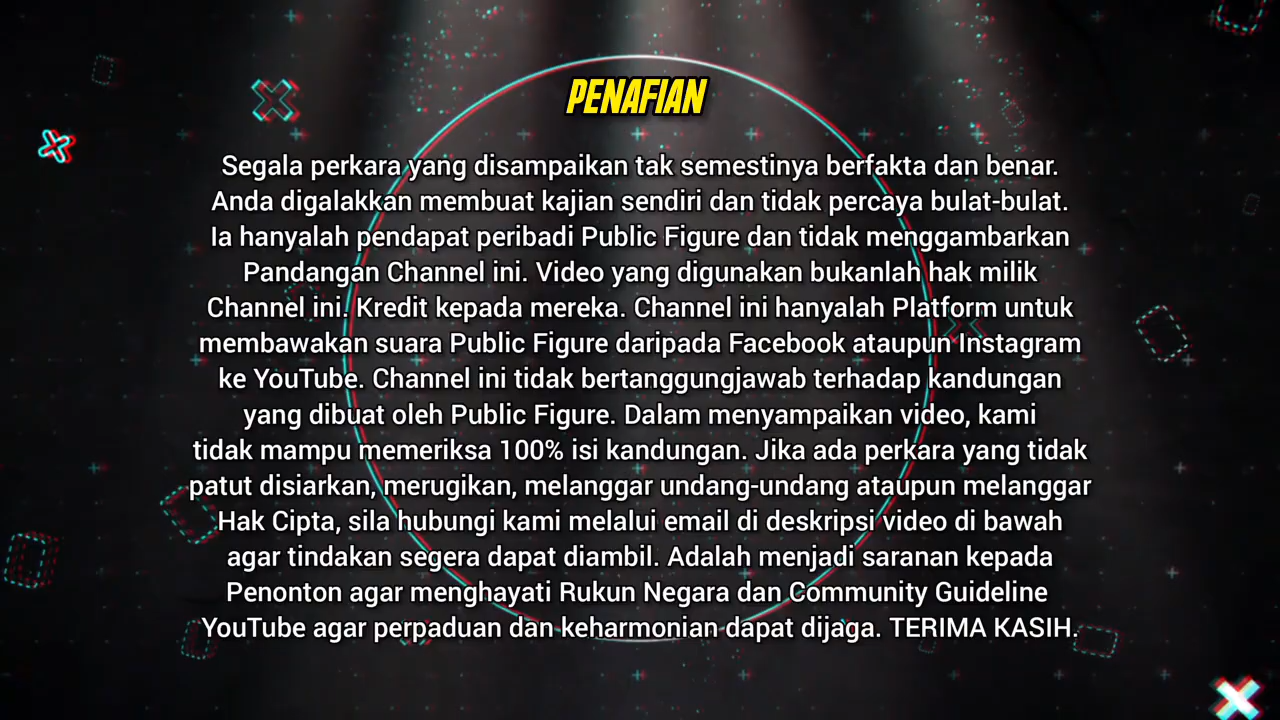 PENAFIAN
Segala perkara yang disampaikan tak semestinya berfakta dan benar.
Anda digalakkan membuat kajian sendiri dan tidak percaya bulat-bulat.
Ia hanyalah pendapat peribadi Public Figure dan tidak menggambarkan
Pandangan Channel ini. Video yang digunakan bukanlah hak milik
Channel ini. Kredit kepada mereka. Channel ini hanyalah Platform untuk
membawakan suara Public Figure daripada Facebook ataupun Instagram
ke YouTube. Channel ini tidak bertanggungjawab terhadap kandungan
yang dibuat oleh Public Figure. Dalam menyampaikan video, kami
tidak mampu memeriksa 100% isi kandungan. Jika ada perkara yang tidak
patut disiarkan, merugikan, melanggar undang-undang ataupun melanggar
Hak Cipta, sila hubungi kami melalui email di deskripsi video di bawah
agar tindakan segera dapat diambil. Adalah menjadi saranan kepada
Penonton agar menghayati Rukun Negara dan Community Guideline
YouTube agar perpaduan dan keharmonian dapat dijaga. TERIMA KASIH.